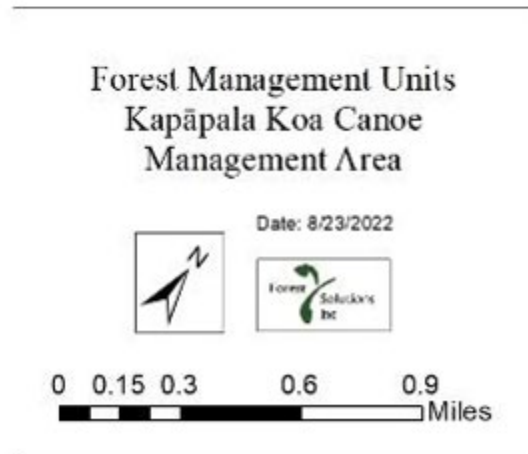 Forest Management Units
Kapāpala Koa Canoe
Management Area
Date: 8/23/2022
N
Forest
Solutions
Inc
0 0.15 0.3 0.6 0.9
Miles